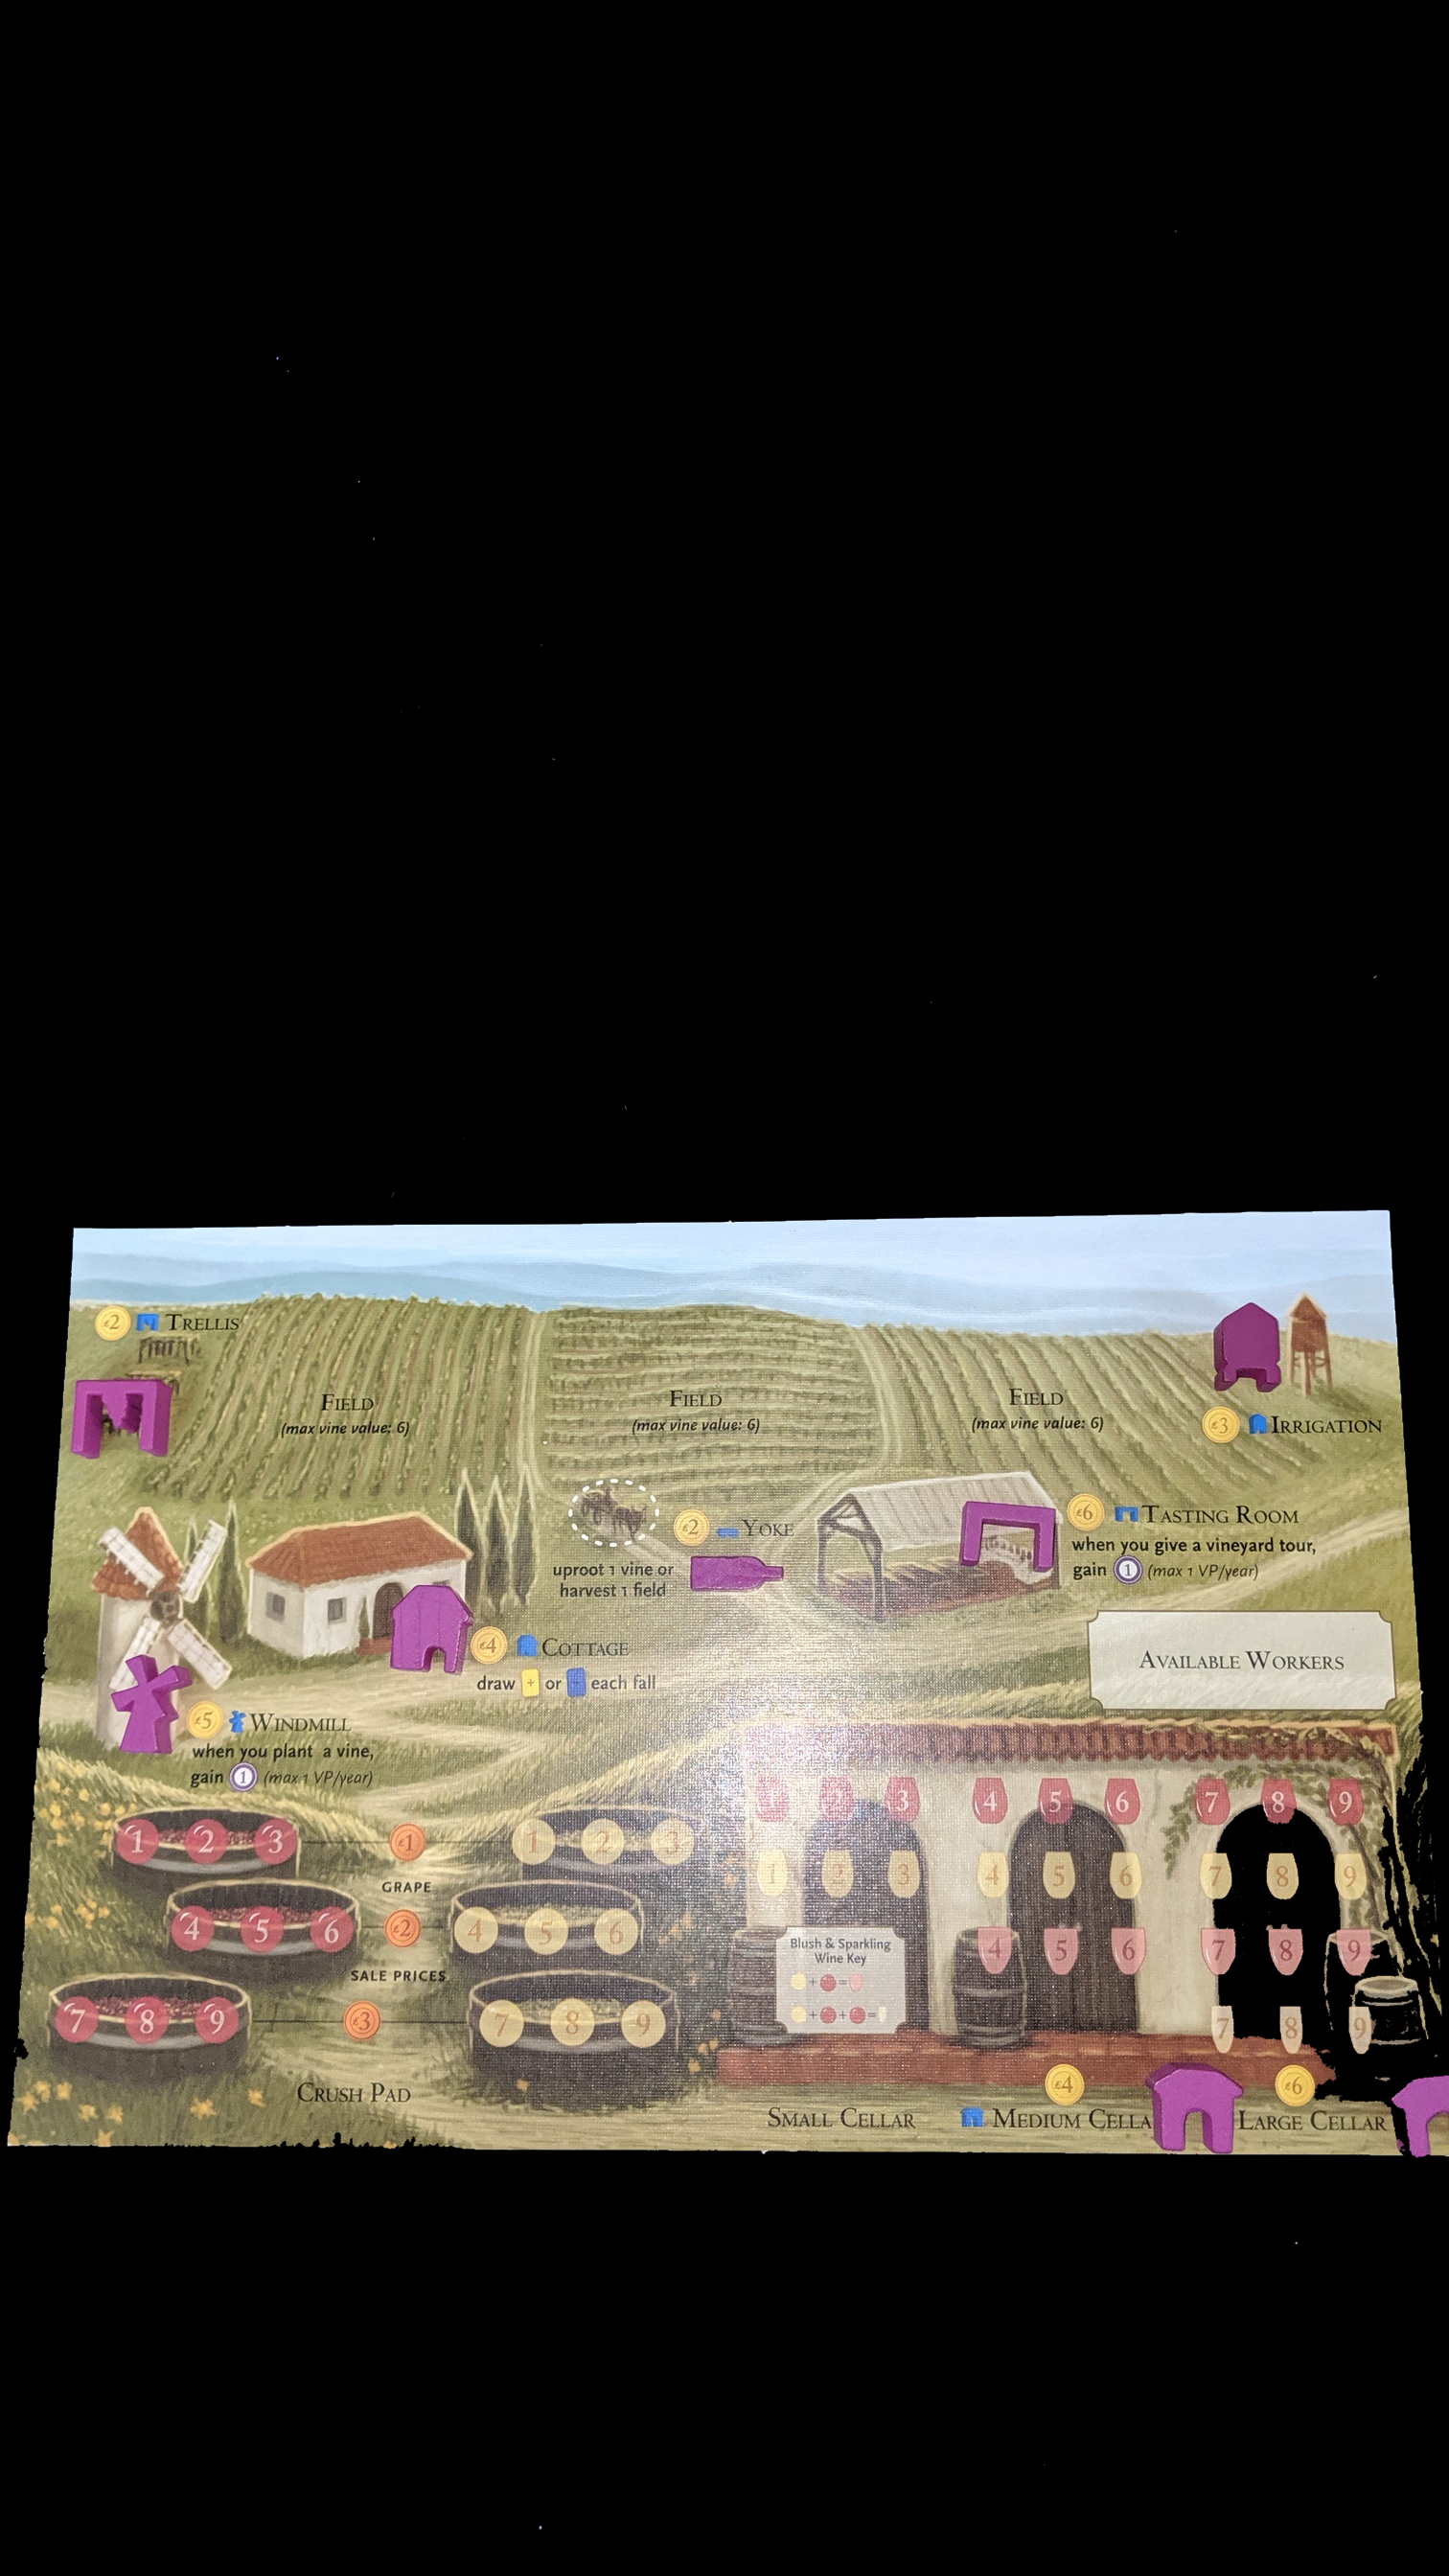 £2 TRELLIS
FIELD
(max vine value: 6)
FIELD
(max vine value: 6)
FIELD
(max vine value: 6)
£3 IRRIGATION
£2 YOKE
uproot 1 vine or
harvest 1 field
£6 TASTING ROOM
when you give a vineyard tour,
gain 1 (max 1 VP/year)
£4 COTTAGE
draw + or each fall
AVAILABLE WORKERS
£5 WINDMILL
when you plant a vine,
gain 1 (max 1 VP/year)
1 2 3 £1 1 2 3
GRAPE
4 5 6 £2 4 5 6
SALE PRICES
7 8 9 £3 7 8 9
CRUSH PAD
1 2 3 4 5 6 7 8 9
1 2 3 4 5 6 7 8 9
4 5 6 7 8 9
7 8 9
Blush & Sparkling
Wine Key
+ =
+ + =
£4 £6
SMALL CELLAR MEDIUM CELLA LARGE CELLAR